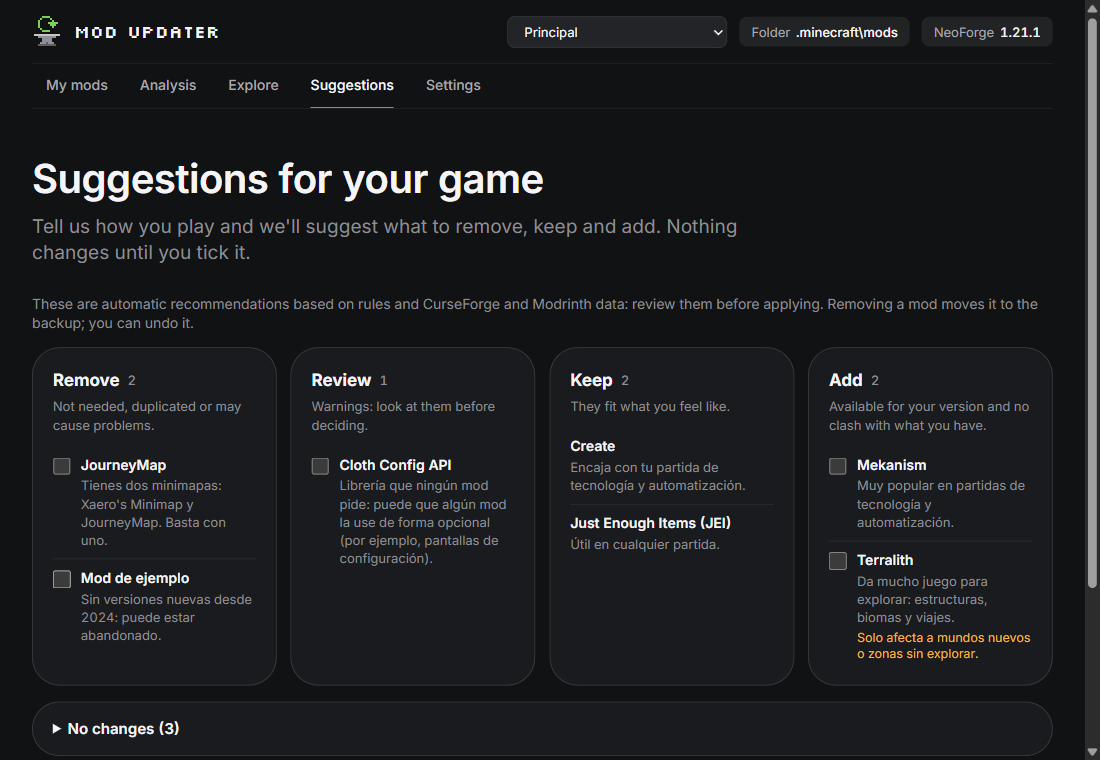 MOD UPDATER
Principal
Folder .minecraft\mods
NeoForge 1.21.1
My mods
Analysis
Explore
Suggestions
Settings
Suggestions for your game
Tell us how you play and we'll suggest what to remove, keep and add. Nothing
changes until you tick it.
These are automatic recommendations based on rules and CurseForge and Modrinth data: review them before applying. Removing a mod moves it to the
backup; you can undo it.
Remove 2
Not needed, duplicated or may
cause problems.
JourneyMap
Tienes dos minimapas:
Xaero's Minimap y
JourneyMap. Basta con
uno.
Mod de ejemplo
Sin versiones nuevas desde
2024: puede estar
abandonado.
Review 1
Warnings: look at them before
deciding.
Cloth Config API
Librería que ningún mod
pide: puede que algún mod
la use de forma opcional
(por ejemplo, pantallas de
configuración).
Keep 2
They fit what you feel like.
Create
Encaja con tu partida de
tecnología y automatización.
Just Enough Items (JEI)
Útil en cualquier partida.
Add 2
Available for your version and no
clash with what you have.
Mekanism
Muy popular en partidas de
tecnología y
automatización.
Terralith
Da mucho juego para
explorar: estructuras,
biomas y viajes.
Solo afecta a mundos nuevos
o zonas sin explorar.
No changes (3)